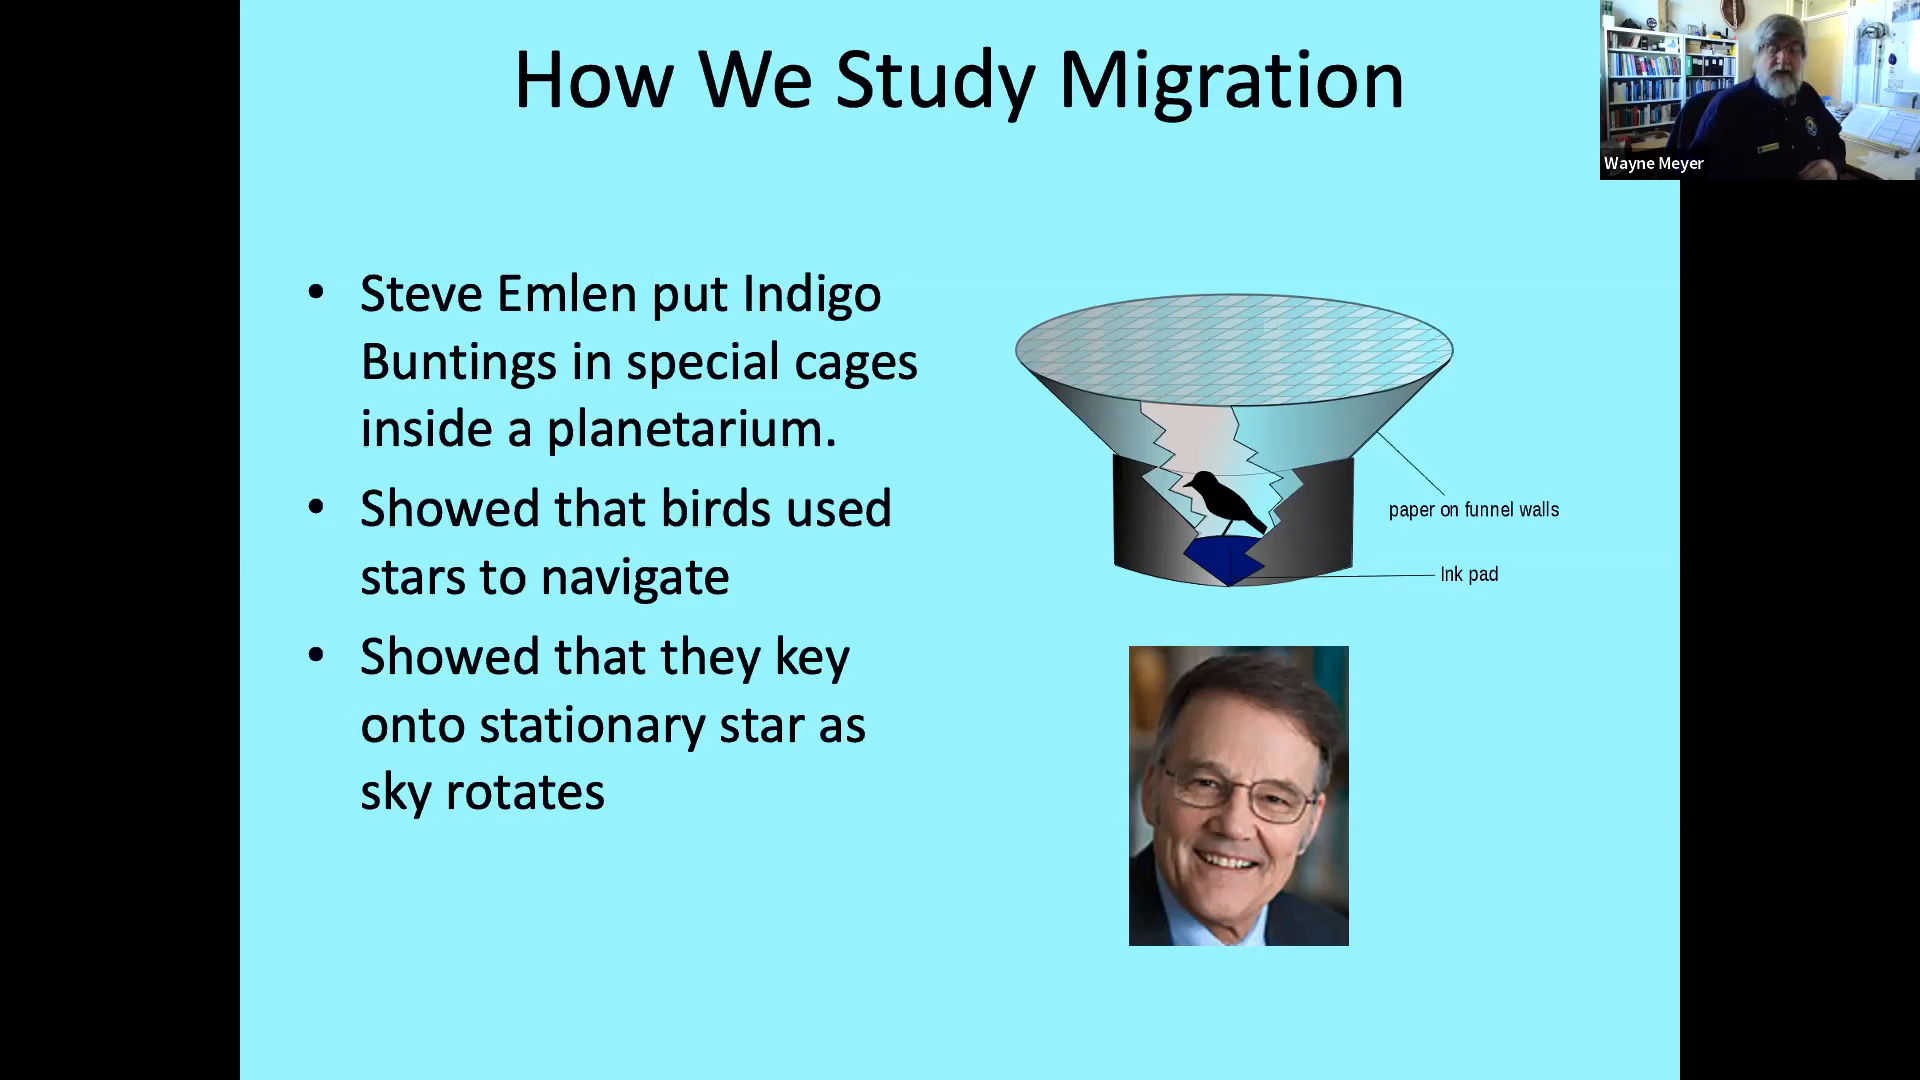 How We Study Migration
Wayne Meyer
• Steve Emlen put Indigo
Buntings in special cages
inside a planetarium.
• Showed that birds used
stars to navigate
• Showed that they key
onto stationary star as
sky rotates
paper on funnel walls
Ink pad